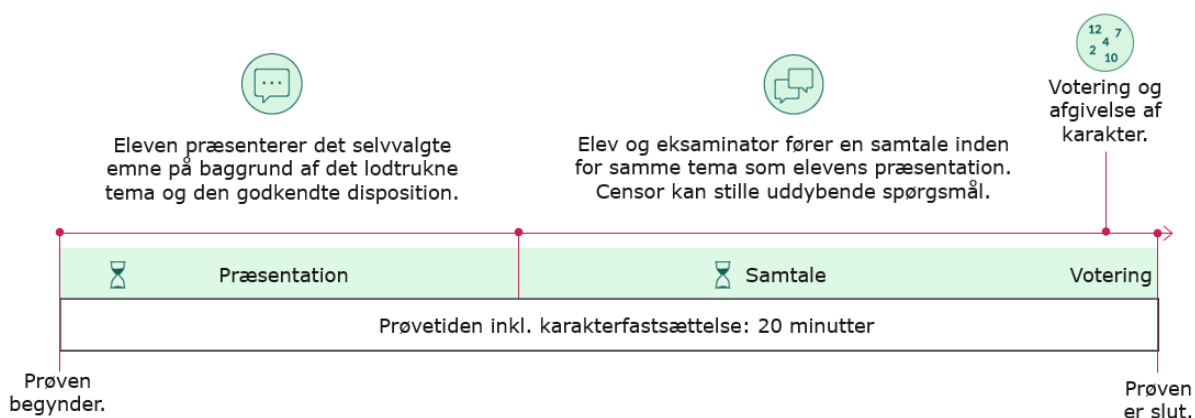 12
7
4
2
10
Votering og
afgivelse af
karakter.
Eleven præsenterer det selvvalgte
emne på baggrund af det lodtrukne
tema og den godkendte disposition.
Elev og eksaminator fører en samtale inden
for samme tema som elevens præsentation.
Censor kan stille uddybende spørgsmål.
Præsentation
Samtale
Votering
Prøvetiden inkl. karakterfastsættelse: 20 minutter
Prøven
begynder.
Prøven
er slut.